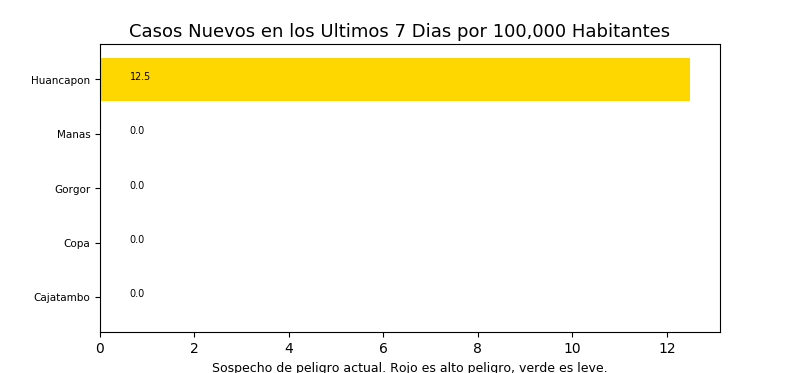 Casos Nuevos en los Ultimos 7 Dias por 100,000 Habitantes
Huancapon 12.5
Manas 0.0
Gorgor 0.0
Copa 0.0
Cajatambo 0.0
0 2 4 6 8 10 12
Sospecho de peligro actual. Rojo es alto peligro, verde es leve.